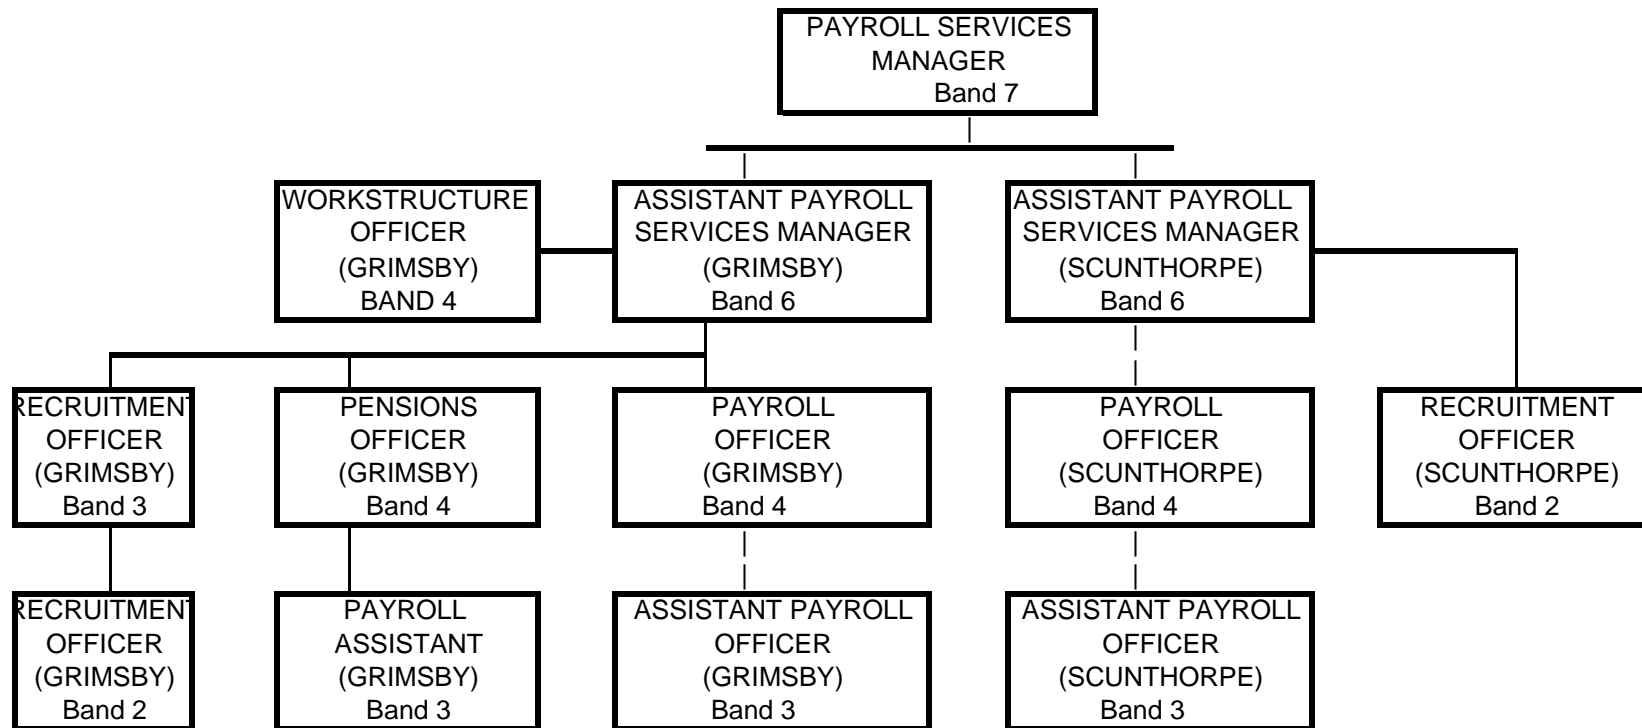 PAYROLL SERVICES
MANAGER
Band 7
WORKSTRUCTURE
OFFICER
(GRIMSBY)
BAND 4
ASSISTANT PAYROLL
SERVICES MANAGER
(GRIMSBY)
Band 6
ASSISTANT PAYROLL
SERVICES MANAGER
(SCUNTHORPE)
Band 6
RECRUITMENT
OFFICER
(GRIMSBY)
Band 3
PENSIONS
OFFICER
(GRIMSBY)
Band 4
PAYROLL
OFFICER
(GRIMSBY)
Band 4
PAYROLL
OFFICER
(SCUNTHORPE)
Band 4
RECRUITMENT
OFFICER
(SCUNTHORPE)
Band 2
RECRUITMENT
OFFICER
(GRIMSBY)
Band 2
PAYROLL
ASSISTANT
(GRIMSBY)
Band 3
ASSISTANT PAYROLL
OFFICER
(GRIMSBY)
Band 3
ASSISTANT PAYROLL
OFFICER
(SCUNTHORPE)
Band 3